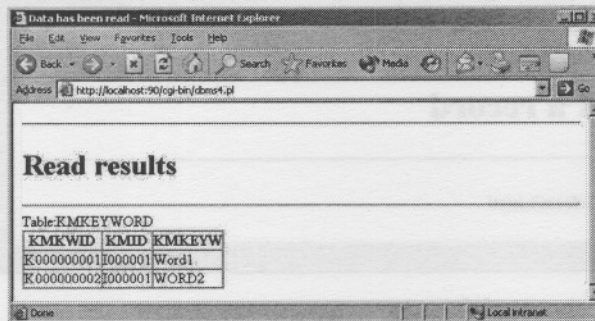 Data has been read - Microsoft Internet Explorer
File Edit View Favorites Tools Help
Back Search Favorites Media
Address http://localhost:90/cgi-bin/dbms4.pl Go
Read results
Table:KMKEYWORD
KMKWID KMID KMKEYW
K000000001 I000001 Word1
K000000002 I000001 WORD2
Done Local intranet